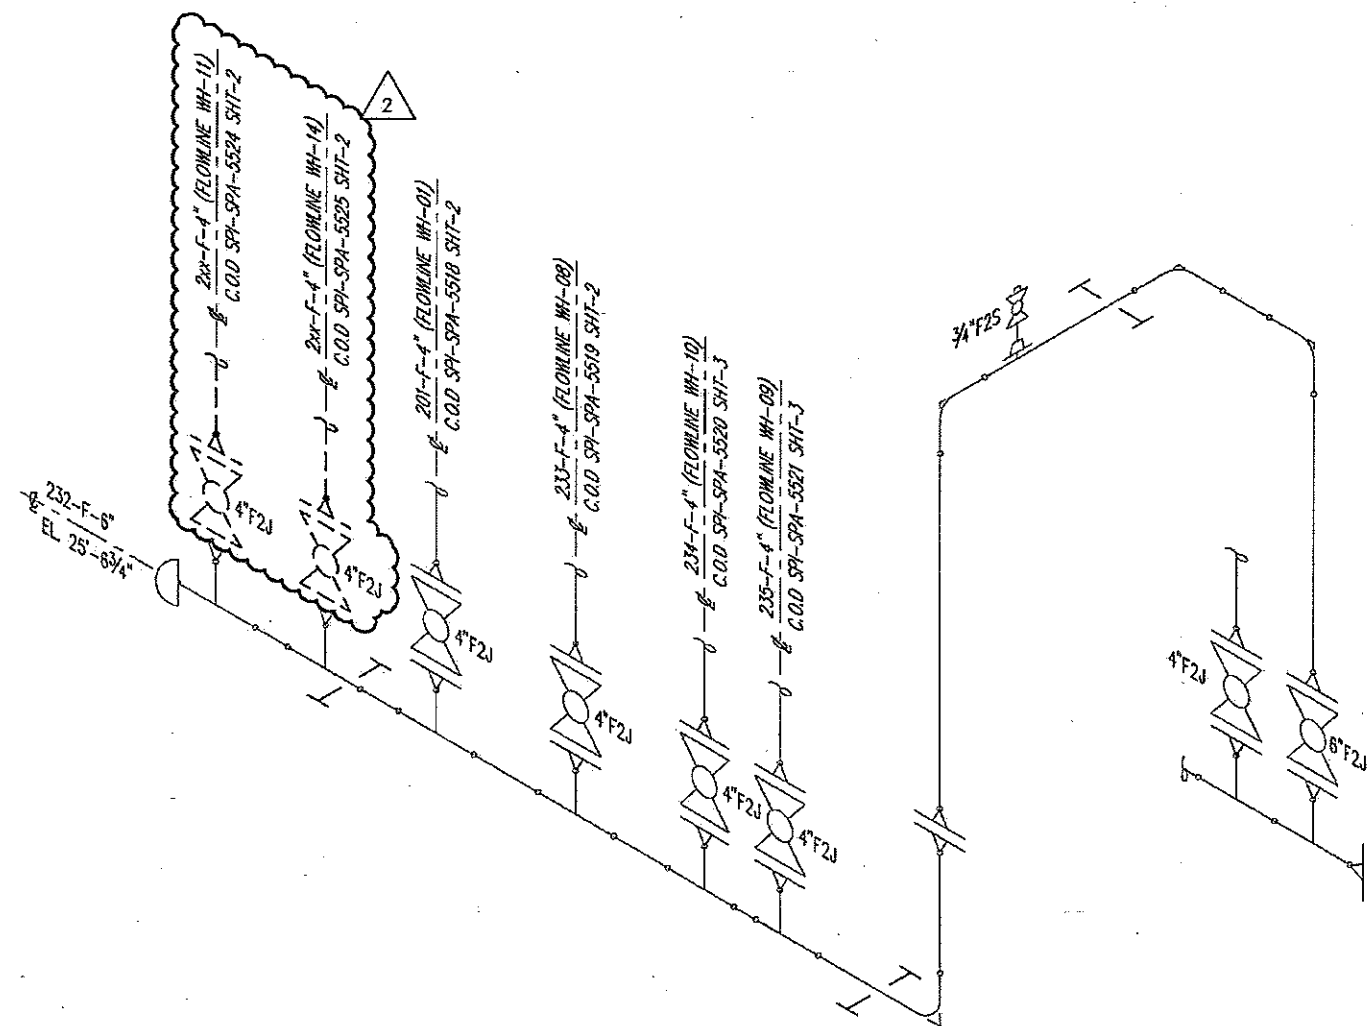 2xx-F-4" (FLOWLINE WH-11)
C.O.D SPI-SPA-5524 SHT-2
2xx-F-4" (FLOWLINE WH-14)
C.O.D SPI-SPA-5525 SHT-2
2
201-F-4" (FLOWLINE WH-01)
C.O.D SPI-SPA-5518 SHT-2
233-F-4" (FLOWLINE WH-08)
C.O.D SPI-SPA-5519 SHT-2
234-F-4" (FLOWLINE WH-10)
C.O.D SPI-SPA-5520 SHT-3
235-F-4" (FLOWLINE WH-09)
C.O.D SPI-SPA-5521 SHT-3
3/4"F2S
232-F-6"
EL 25'-6 3/4"
4"F2J
4"F2J
4"F2J
4"F2J
4"F2J
4"F2J
4"F2J
6"F2J